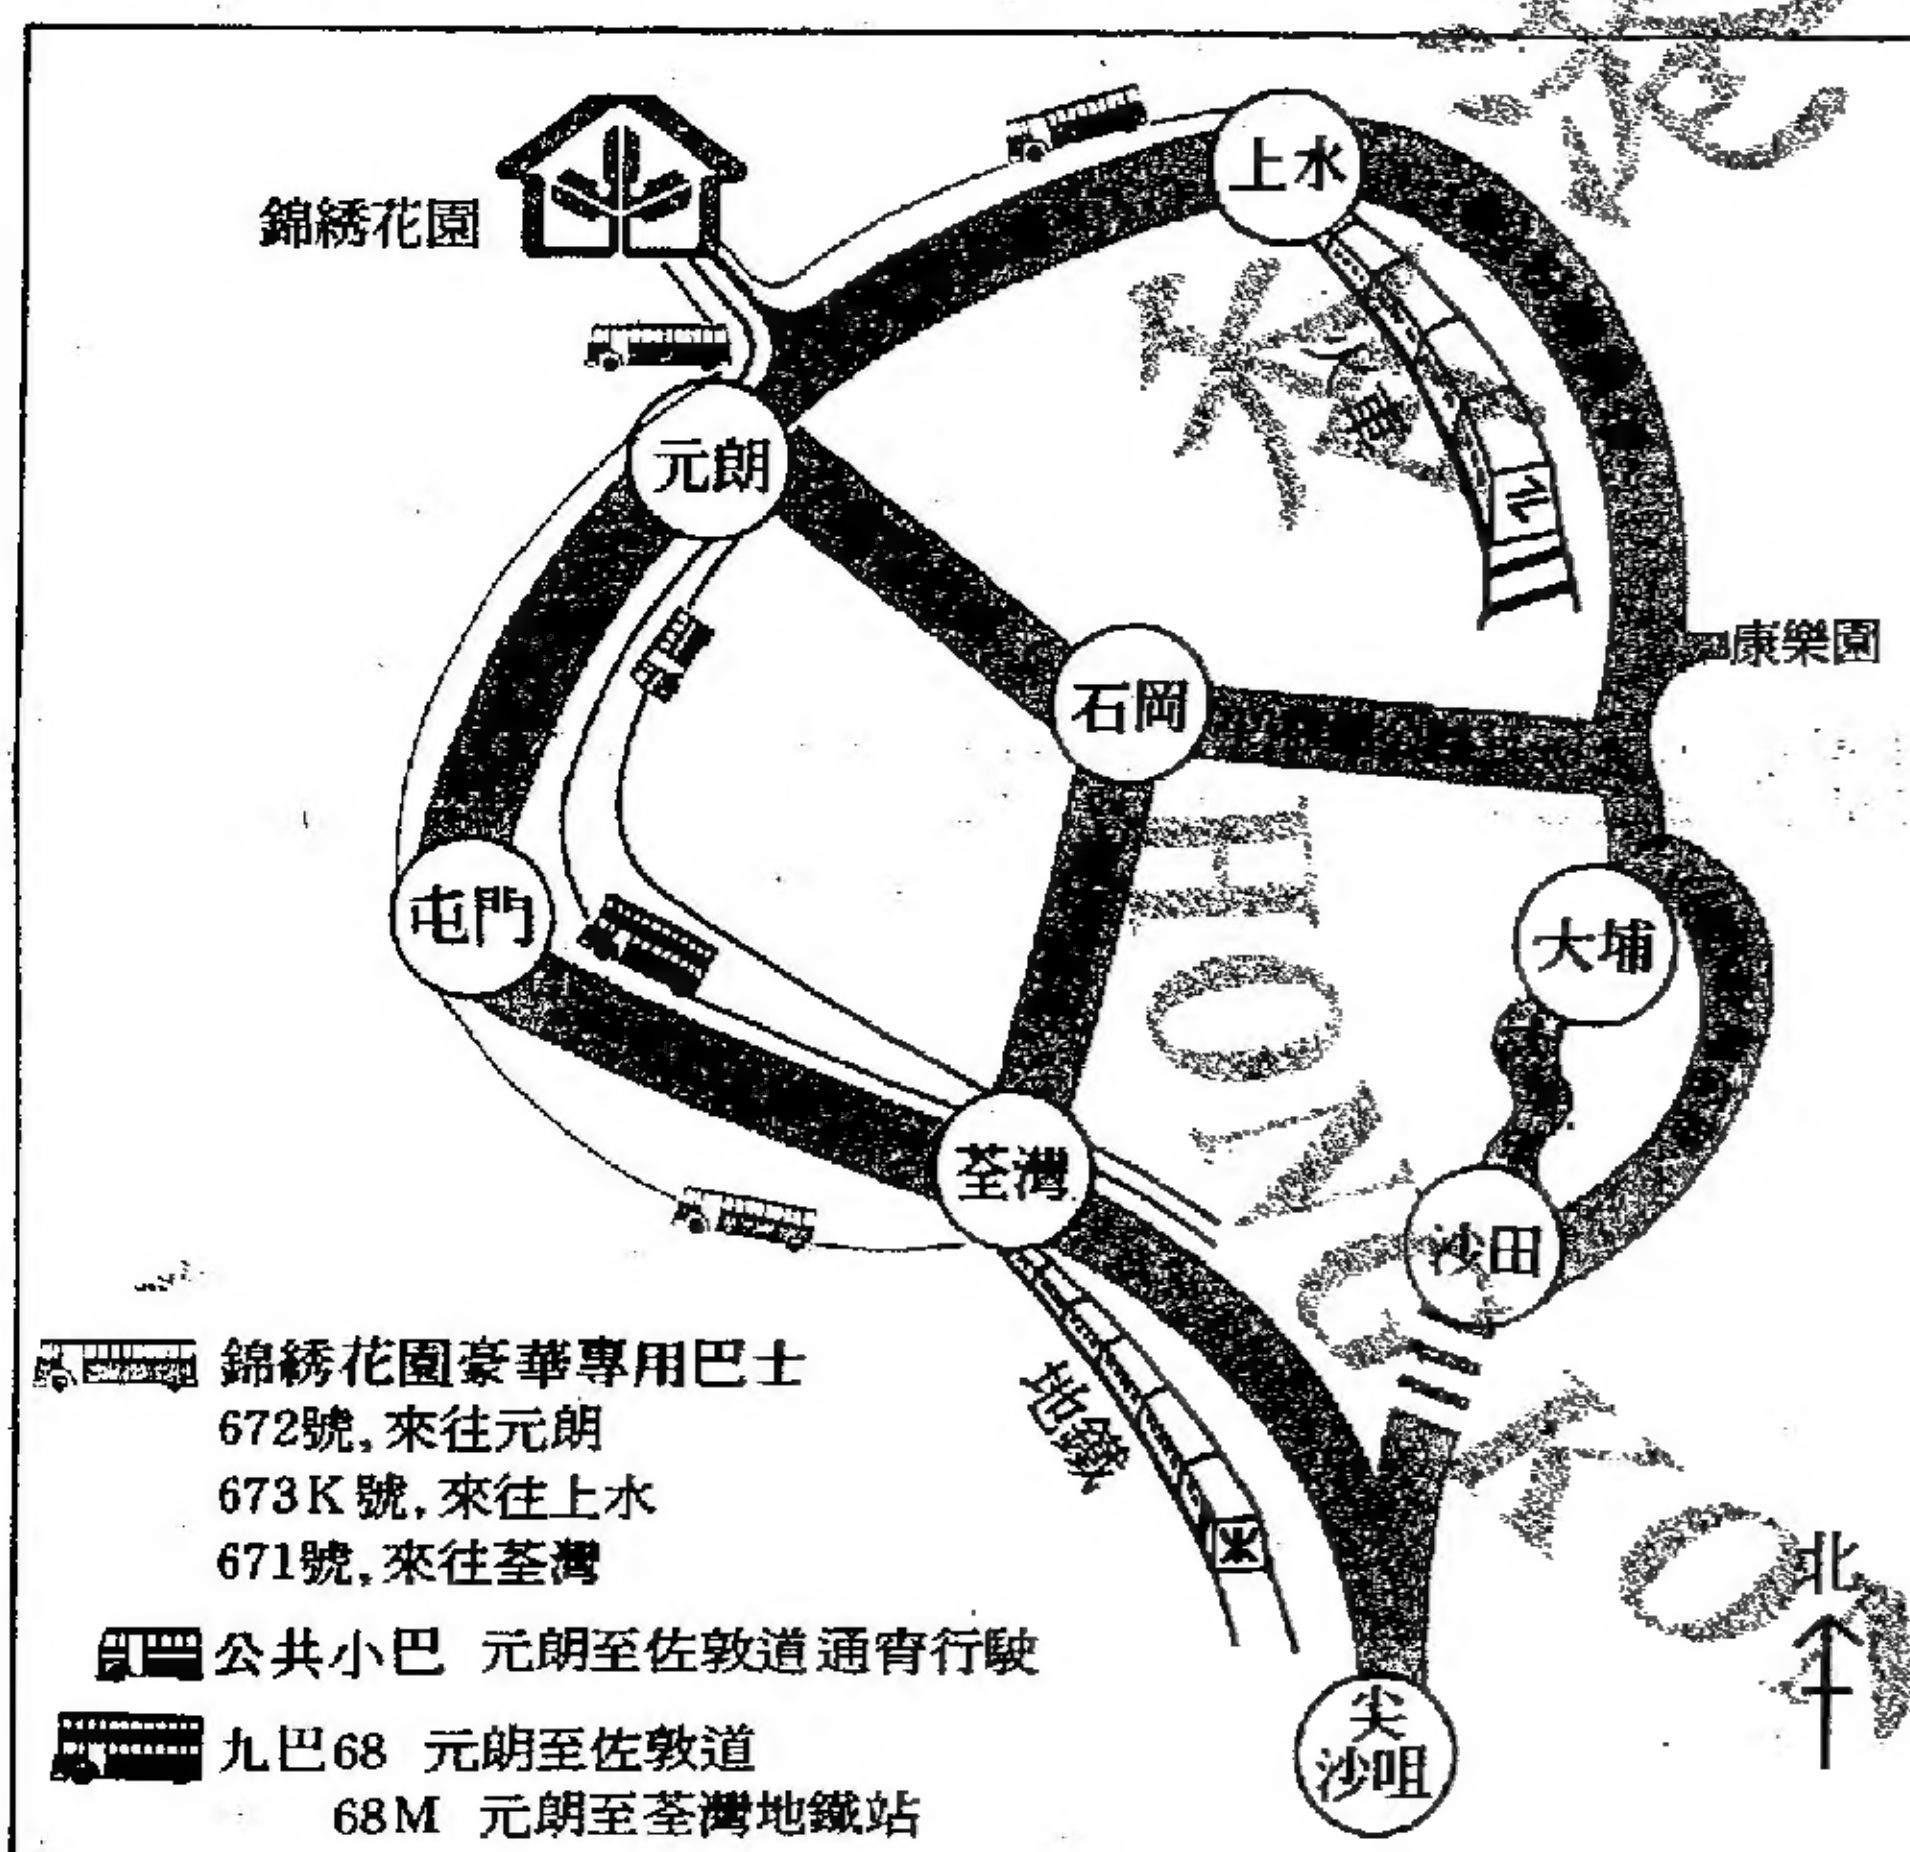 上水
錦綉花園
火車
元朗
康樂園
石岡
大埔
屯門
荃灣
沙田
地鐵
錦綉花園豪華專用巴士
672號,來往元朗
673K號,來往上水
671號,來往荃灣
北
公共小巴 元朗至佐敦道通宵行駛
九巴68 元朗至佐敦道
68M 元朗至荃灣地鐵站
尖
沙咀
HONG KO